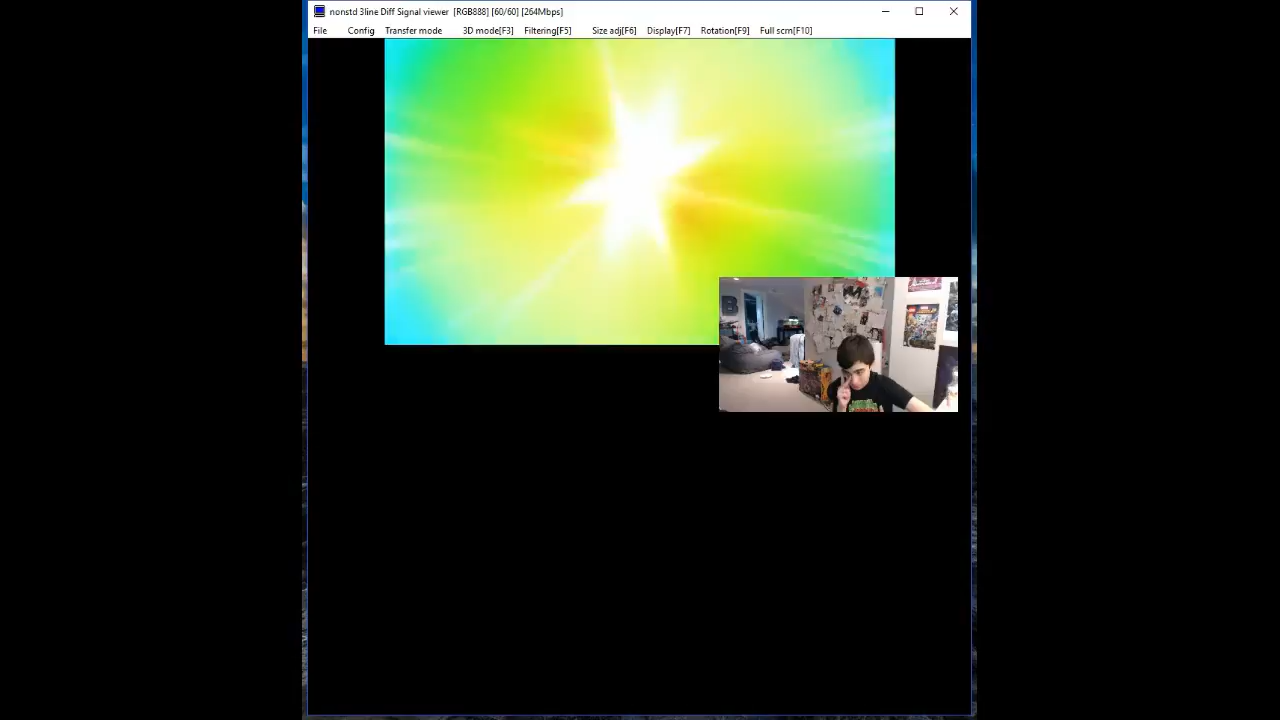 nonstd 3line Diff Signal viewer [RGB888] [60/60] [264Mbps]
File Config Transfer mode 3D mode[F3] Filtering[F5] Size adj[F6] Display[F7] Rotation[F9] Full scrn[F10]